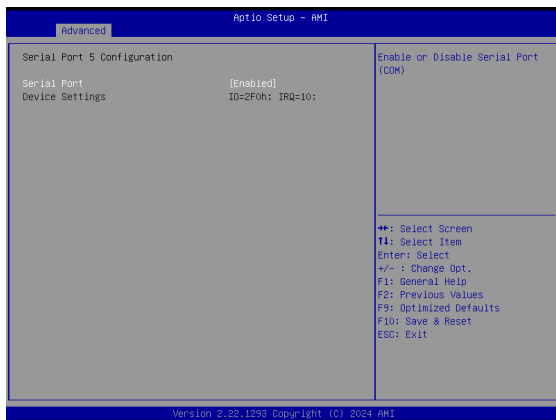 Aptio Setup - AMI
Advanced
Serial Port 5 Configuration
Serial Port [Enabled]
Device Settings IO=2F0h; IRQ=10;
Enable or Disable Serial Port
(COM)
→←: Select Screen
↑↓: Select Item
Enter: Select
+/- : Change Opt.
F1: General Help
F2: Previous Values
F9: Optimized Defaults
F10: Save & Reset
ESC: Exit
Version 2.22.1293 Copyright (C) 2024 AMI